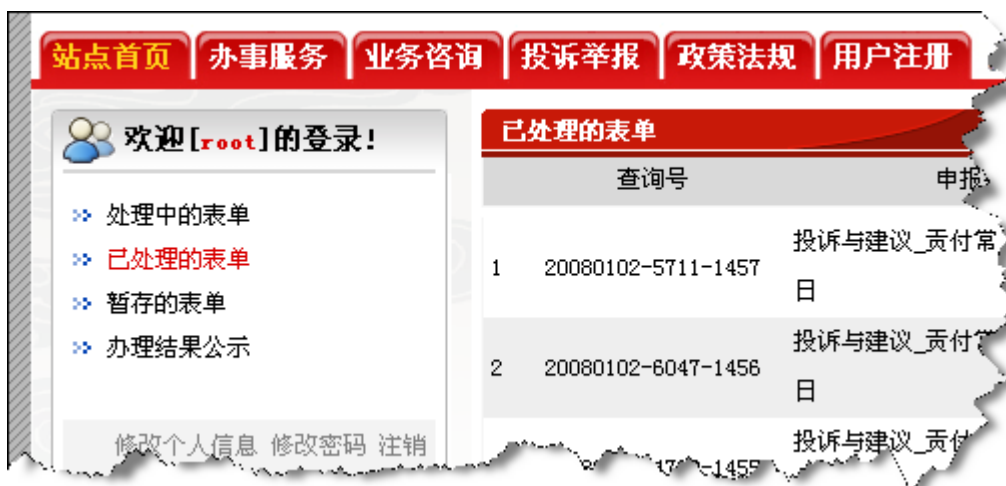 站点首页 办事服务 业务咨询 投诉举报 政策法规 用户注册
欢迎[root]的登录!
处理中的表单
已处理的表单
暂存的表单
办理结果公示
修改个人信息 修改密码 注销
已处理的表单
查询号 申报
1 20080102-5711-1457 投诉与建议_贡付常
日
2 20080102-6047-1456 投诉与建议_贡付常
日
投诉与建议_贡付